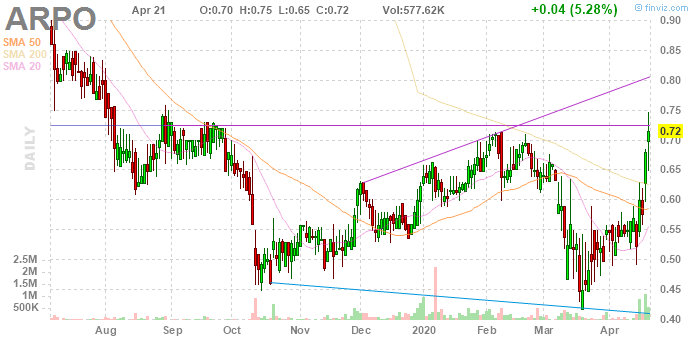 ARPO Apr 21 O:0.70 H:0.75 L:0.65 C:0.72 Vol:577.62K +0.04 (5.28%) © finviz.com
SMA 50
SMA 200
SMA 20
DAILY
0.90
0.85
0.80
0.75
0.72
0.70
0.65
0.60
0.55
0.50
0.45
0.40
2.5M
2M
1.5M
1M
500K
Aug Sep Oct Nov Dec 2020 Feb Mar Apr